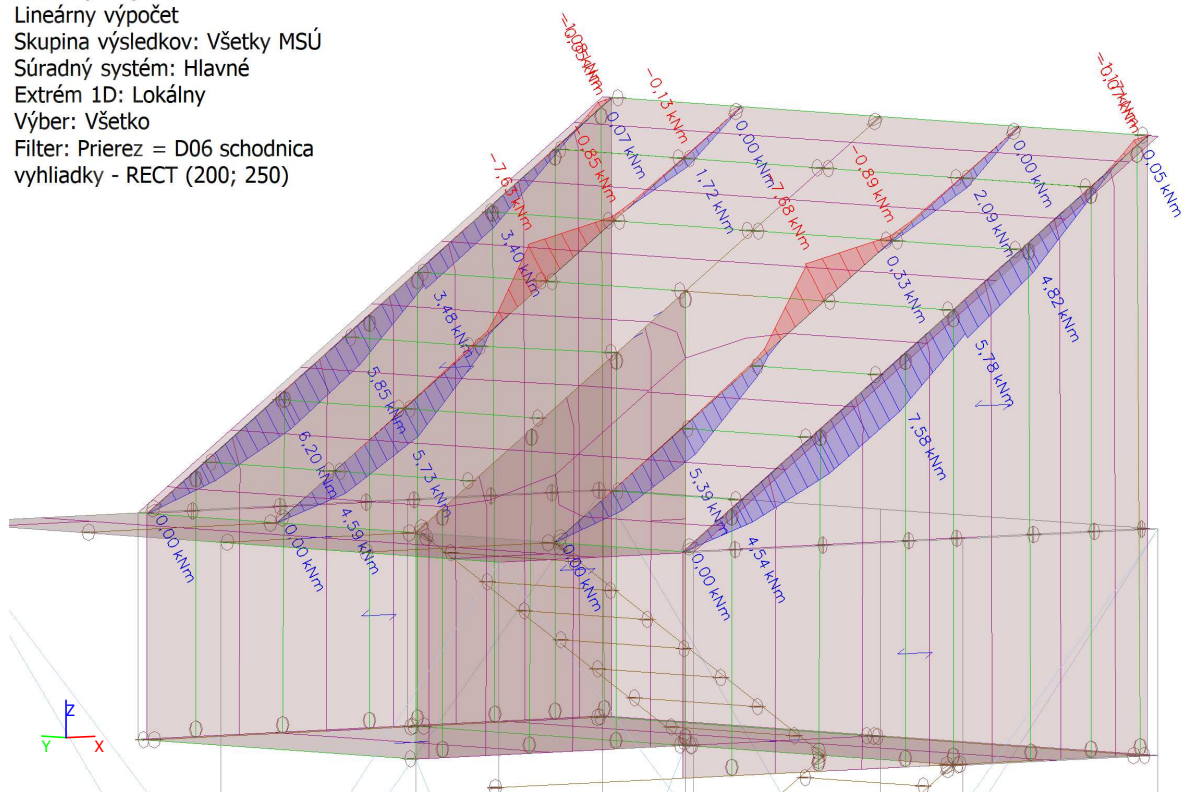 Lineárny výpočet
Skupina výsledkov: Všetky MSÚ
Súradný systém: Hlavné
Extrém 1D: Lokálny
Výber: Všetko
Filter: Prierez = D06 schodnica
vyhliadky - RECT (200; 250)
-0,13 kNm
0,07 kNm
-0,85 kNm
0,00 kNm
-7,63 kNm
1,72 kNm
-0,89 kNm
0,00 kNm
0,05 kNm
-7,68 kNm
2,09 kNm
3,40 kNm
0,33 kNm
4,82 kNm
3,48 kNm
5,78 kNm
5,85 kNm
7,58 kNm
6,20 kNm
5,73 kNm
5,39 kNm
4,59 kNm
4,54 kNm
0,00 kNm
0,00 kNm
0,00 kNm
0,00 kNm
Z
Y
X